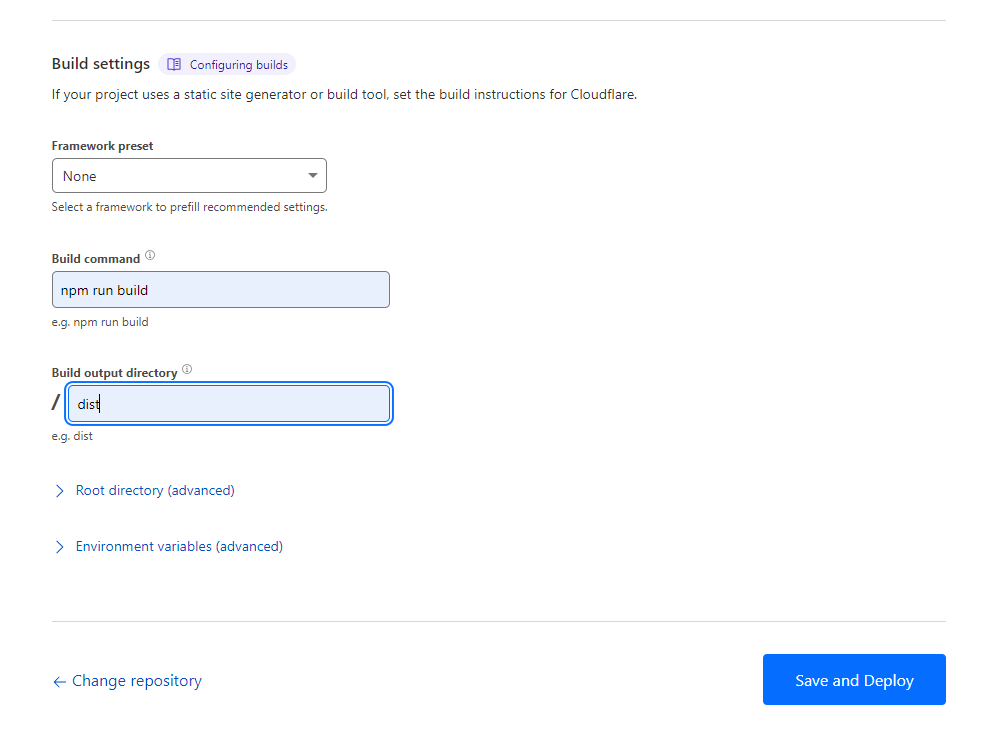 Build settings
Configuring builds
If your project uses a static site generator or build tool, set the build instructions for Cloudflare.
Framework preset
None
Select a framework to prefill recommended settings.
Build command
npm run build
e.g. npm run build
Build output directory
/
dist
e.g. dist
Root directory (advanced)
Environment variables (advanced)
← Change repository
Save and Deploy